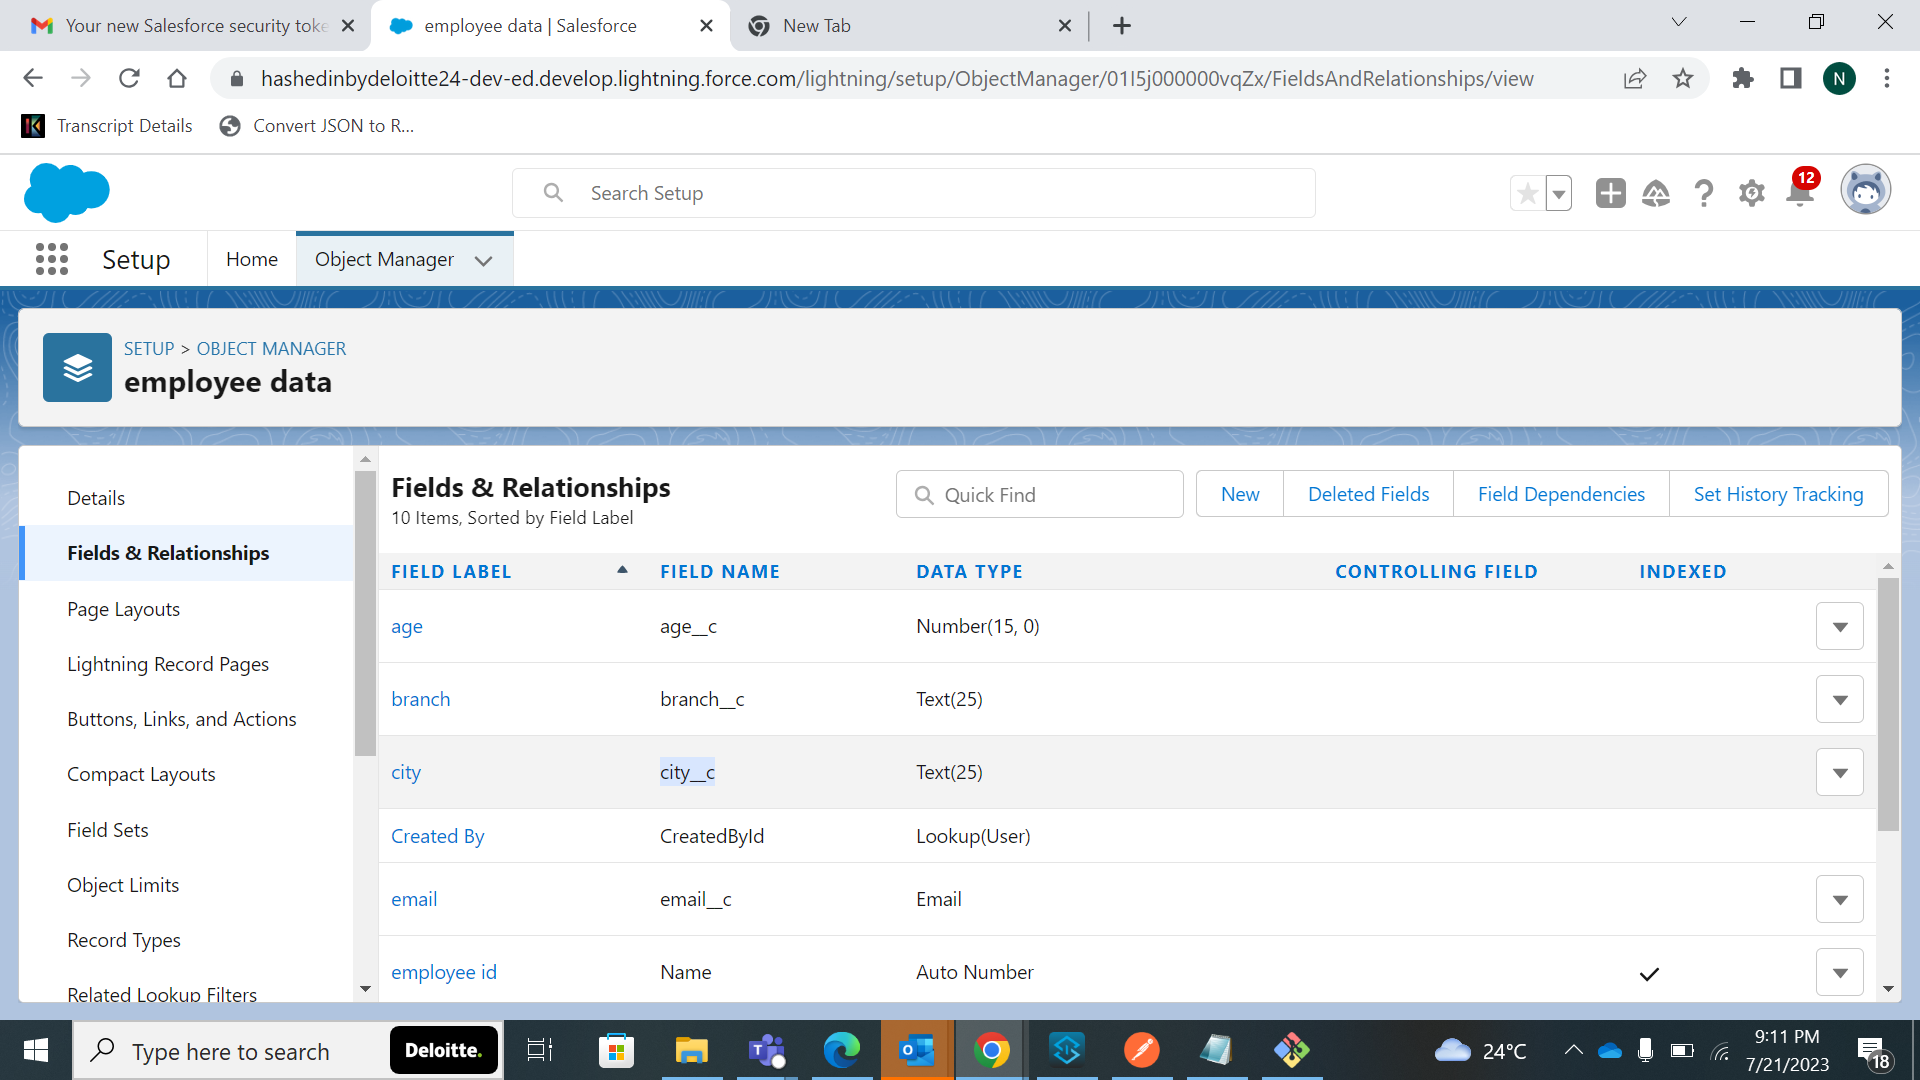 Your new Salesforce security toke
employee data | Salesforce
New Tab
hashedinbydeloitte24-dev-ed.develop.lightning.force.com/lightning/setup/ObjectManager/01I5j000000vqZx/FieldsAndRelationships/view
N
Transcript Details
Convert JSON to R...
Search Setup
12
Setup
Home
Object Manager
SETUP > OBJECT MANAGER
employee data
Details
Fields & Relationships
Page Layouts
Lightning Record Pages
Buttons, Links, and Actions
Compact Layouts
Field Sets
Object Limits
Record Types
Related Lookup Filters
Fields & Relationships
10 Items, Sorted by Field Label
Quick Find
New
Deleted Fields
Field Dependencies
Set History Tracking
FIELD LABEL FIELD NAME DATA TYPE CONTROLLING FIELD INDEXED
age age__c Number(15, 0)
branch branch__c Text(25)
city city__c Text(25)
Created By CreatedById Lookup(User)
email email__c Email
employee id Name Auto Number
Type here to search
Deloitte.
24°C
9:11 PM
7/21/2023
18